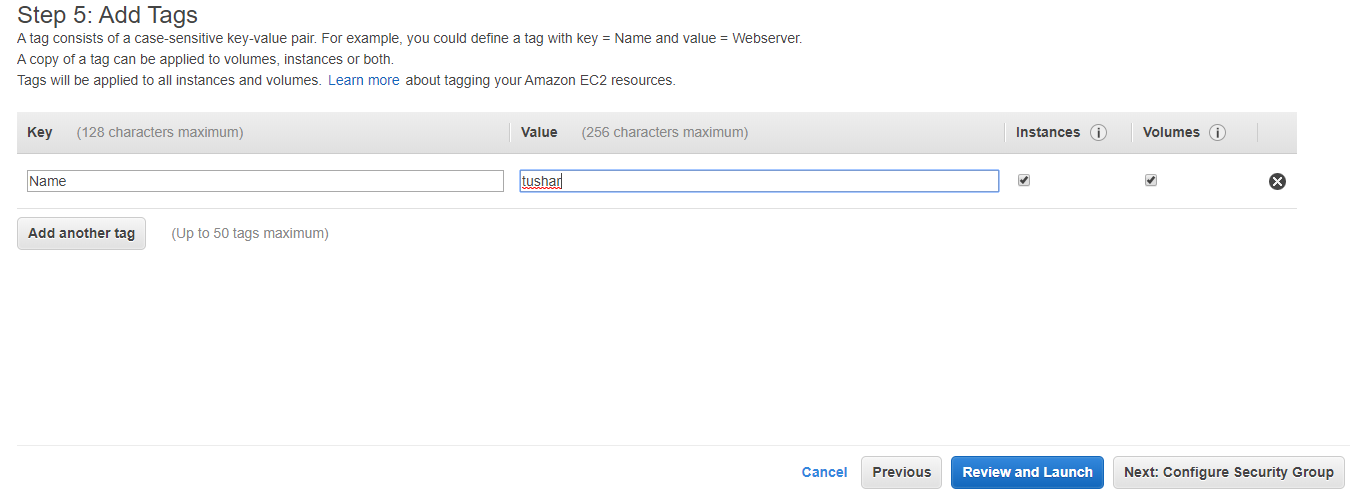 Step 5: Add Tags
A tag consists of a case-sensitive key-value pair. For example, you could define a tag with key = Name and value = Webserver.
A copy of a tag can be applied to volumes, instances or both.
Tags will be applied to all instances and volumes. Learn more about tagging your Amazon EC2 resources.
Key (128 characters maximum) Value (256 characters maximum) Instances i Volumes i
Name tushar
Add another tag (Up to 50 tags maximum)
Cancel Previous Review and Launch Next: Configure Security Group